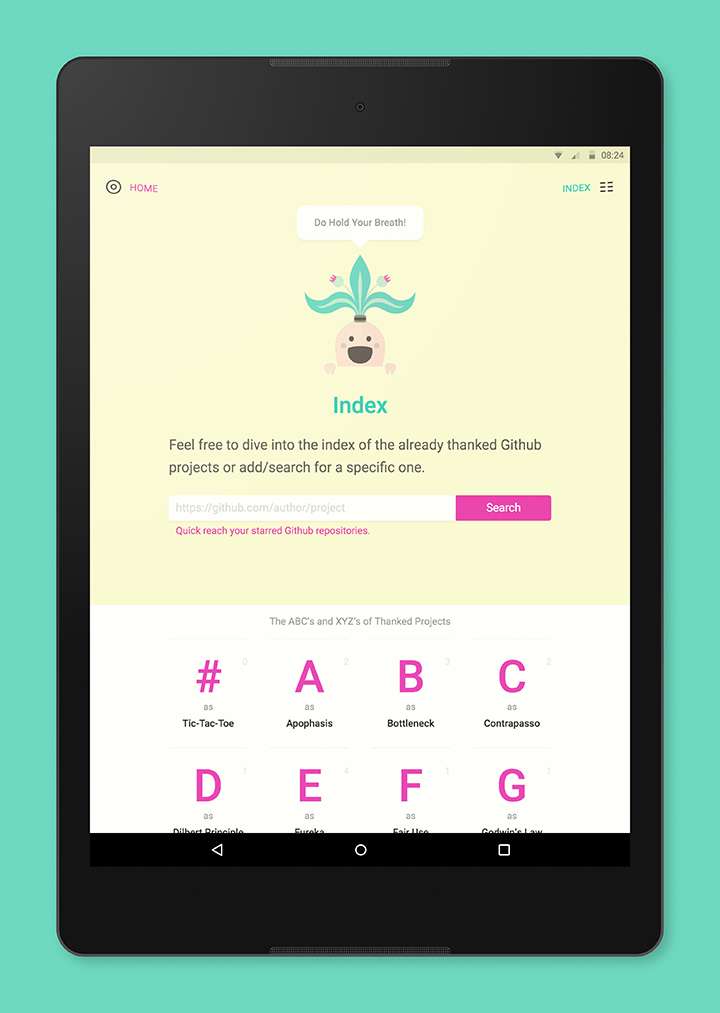 08:24
HOME
INDEX
Do Hold Your Breath!
Index
Feel free to dive into the index of the already thanked Github
projects or add/search for a specific one.
https://github.com/author/project
Search
Quick reach your starred Github repositories.
The ABC's and XYZ's of Thanked Projects
# 0 A 2 B 3 C 2
as as as as
Tic-Tac-Toe Apophasis Bottleneck Contrapasso
D E 4 F G
as as as as
Dilbert Principle Eureka Fair Use Godwin's Law